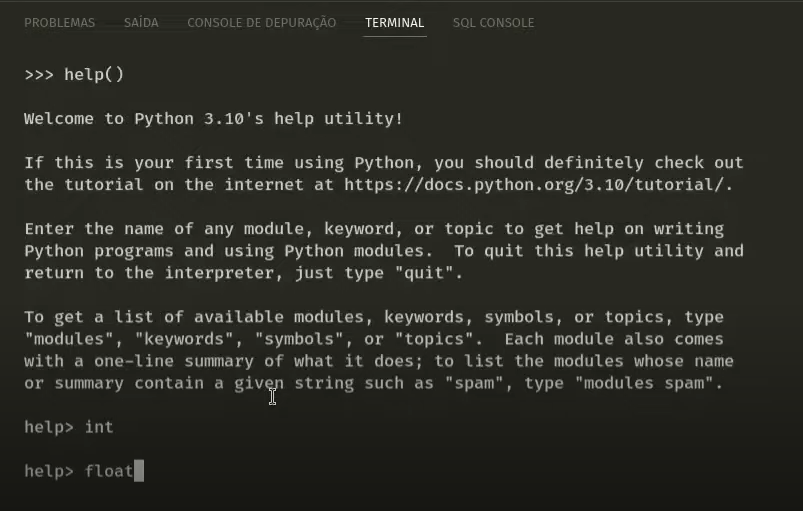 PROBLEMAS SAÍDA CONSOLE DE DEPURAÇÃO TERMINAL SQL CONSOLE
>>> help()
Welcome to Python 3.10's help utility!
If this is your first time using Python, you should definitely check out
the tutorial on the internet at https://docs.python.org/3.10/tutorial/.
Enter the name of any module, keyword, or topic to get help on writing
Python programs and using Python modules.  To quit this help utility and
return to the interpreter, just type "quit".
To get a list of available modules, keywords, symbols, or topics, type
"modules", "keywords", "symbols", or "topics".  Each module also comes
with a one-line summary of what it does; to list the modules whose name
or summary contain a given string such as "spam", type "modules spam".
help> int
help> float